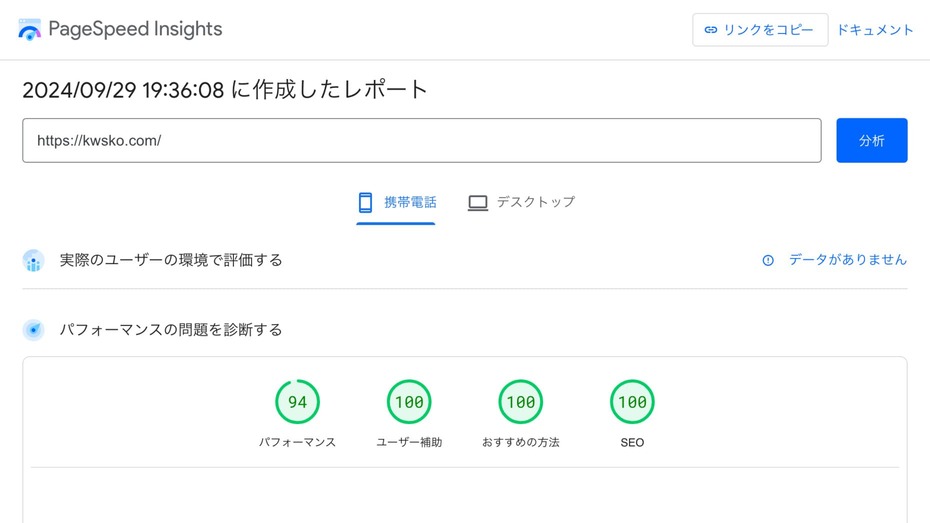 PageSpeed Insights
リンクをコピー
ドキュメント
2024/09/29 19:36:08 に作成したレポート
https://kwsko.com/
分析
携帯電話
デスクトップ
実際のユーザーの環境で評価する
データがありません
パフォーマンスの問題を診断する
94
100
100
100
パフォーマンス
ユーザー補助
おすすめの方法
SEO